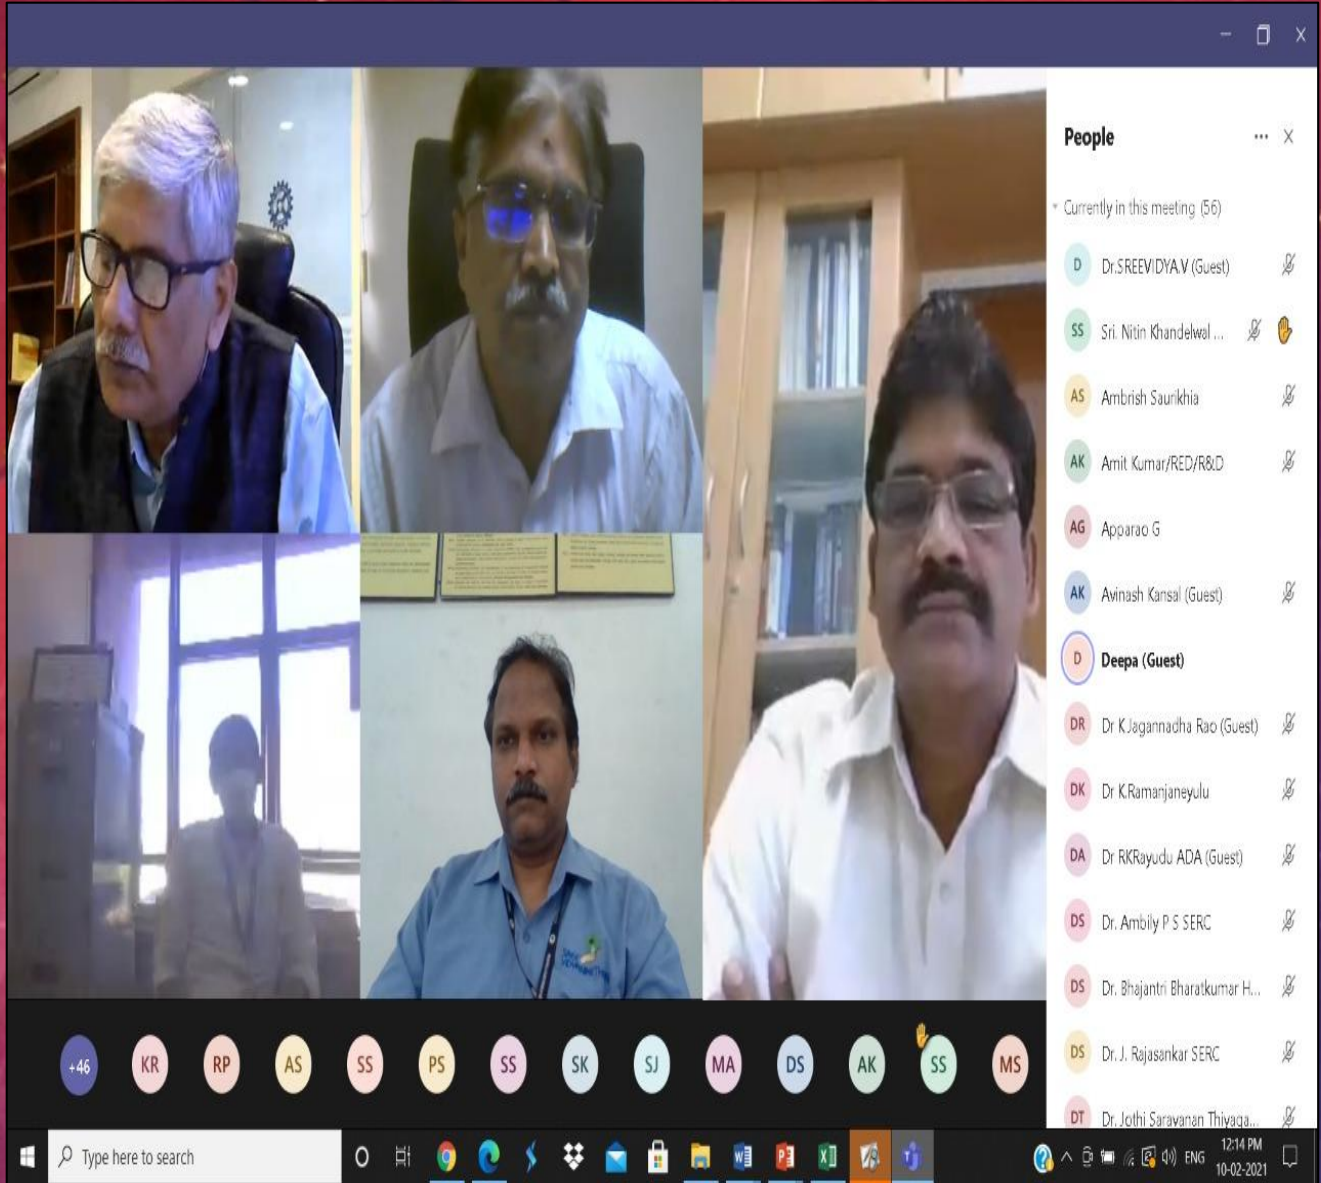 People
Currently in this meeting (56)
D Dr.SREEVIDYA.V (Guest)
SS Sri. Nitin Khandelwal ...
AS Ambrish Saurikhia
AK Amit Kumar/RED/R&D
AG Apparao G
AK Avinash Kansal (Guest)
D Deepa (Guest)
DR Dr K.Jagannadha Rao (Guest)
DK Dr K.Ramanjaneyulu
DA Dr RKRayudu ADA (Guest)
DS Dr. Ambily P S SERC
DS Dr. Bhajantri Bharatkumar H...
DS Dr. J. Rajasankar SERC
DT Dr. Jothi Saravanan Thiyaga...
+46 KR RP AS SS PS SS SK SJ MA DS AK SS MS
Type here to search
ENG
12:14 PM
10-02-2021